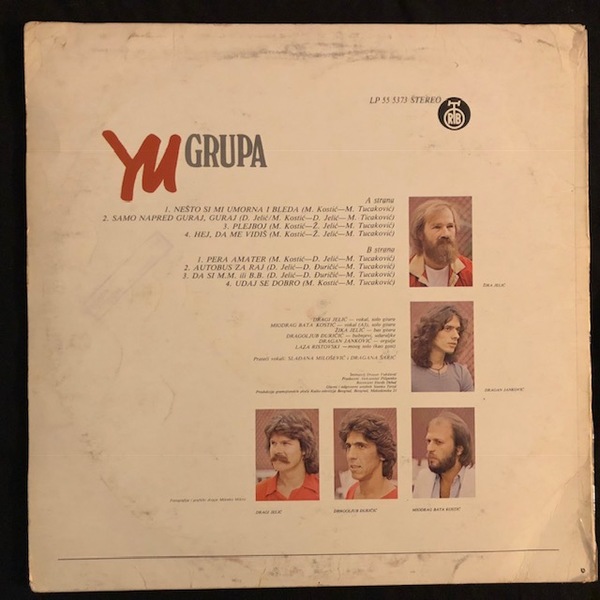 LP 55 5373 STEREO
RTB
YU GRUPA
A strana
1. NEŠTO SI MI UMORNA I BLEDA (M. Kostić—M. Tucaković)
2. SAMO NAPRED GURAJ, GURAJ (D. Jelić/M. Kostić—D. Jelić—M. Tucaković)
3. PLEJBOJ (M. Kostić—Ž. Jelić—M. Tucaković)
4. HEJ, DA ME VIDIŠ (M. Kostić—Ž. Jelić—M. Tucaković)
B strana
1. PERA AMATER (M. Kostić—D. Jelić—M. Tucaković)
2. AUTOBUS ZA RAJ (D. Jelić—D. Đuričić—M. Tucaković)
3. DA SI M.M. ili B.B. (D. Jelić—D. Đuričić—M. Tucaković)
4. UDAJ SE DOBRO (M. Kostić—M. Tucaković)
ŽIKA JELIĆ
DRAGI JELIĆ — vokal, solo gitara
MIODRAG BATA KOSTIĆ — vokal (A3), solo gitara
ŽIKA JELIĆ — bas gitara
DRAGOLJUB ĐURIČIĆ — bubnjevi, udaraljke
DRAGAN JANKOVIĆ — orgulje
LAZA RISTOVSKI —
Prateći vokali: SLAĐANA MILOŠEVIĆ I DRAGANA ŠARIĆ
DRAGAN JANKOVIĆ
DRAGI JELIĆ
DRAGOLJUB ĐURIČIĆ
MIODRAG BATA KOSTIĆ